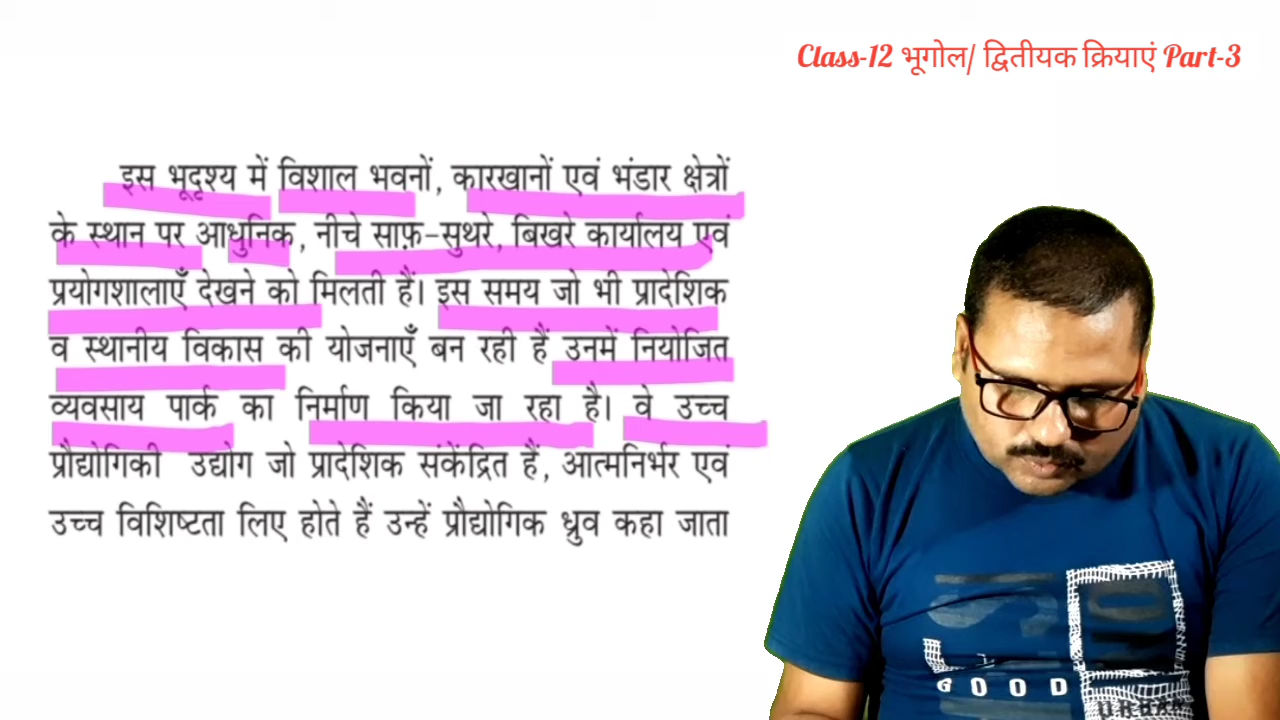 Class-12 भूगोल/ द्वितीयक क्रियाएं Part-3
इस भूदृश्य में विशाल भवनों, कारखानों एवं भंडार क्षेत्रों
के स्थान पर आधुनिक, नीचे साफ़-सुथरे, बिखरे कार्यालय एवं
प्रयोगशालाएँ देखने को मिलती हैं। इस समय जो भी प्रादेशिक
व स्थानीय विकास की योजनाएँ बन रही हैं उनमें नियोजित
व्यवसाय पार्क का निर्माण किया जा रहा है। वे उच्च
प्रौद्योगिकी उद्योग जो प्रादेशिक संकेंद्रित हैं, आत्मनिर्भर एवं
उच्च विशिष्टता लिए होते हैं उन्हें प्रौद्योगिक ध्रुव कहा जाता
GOOD